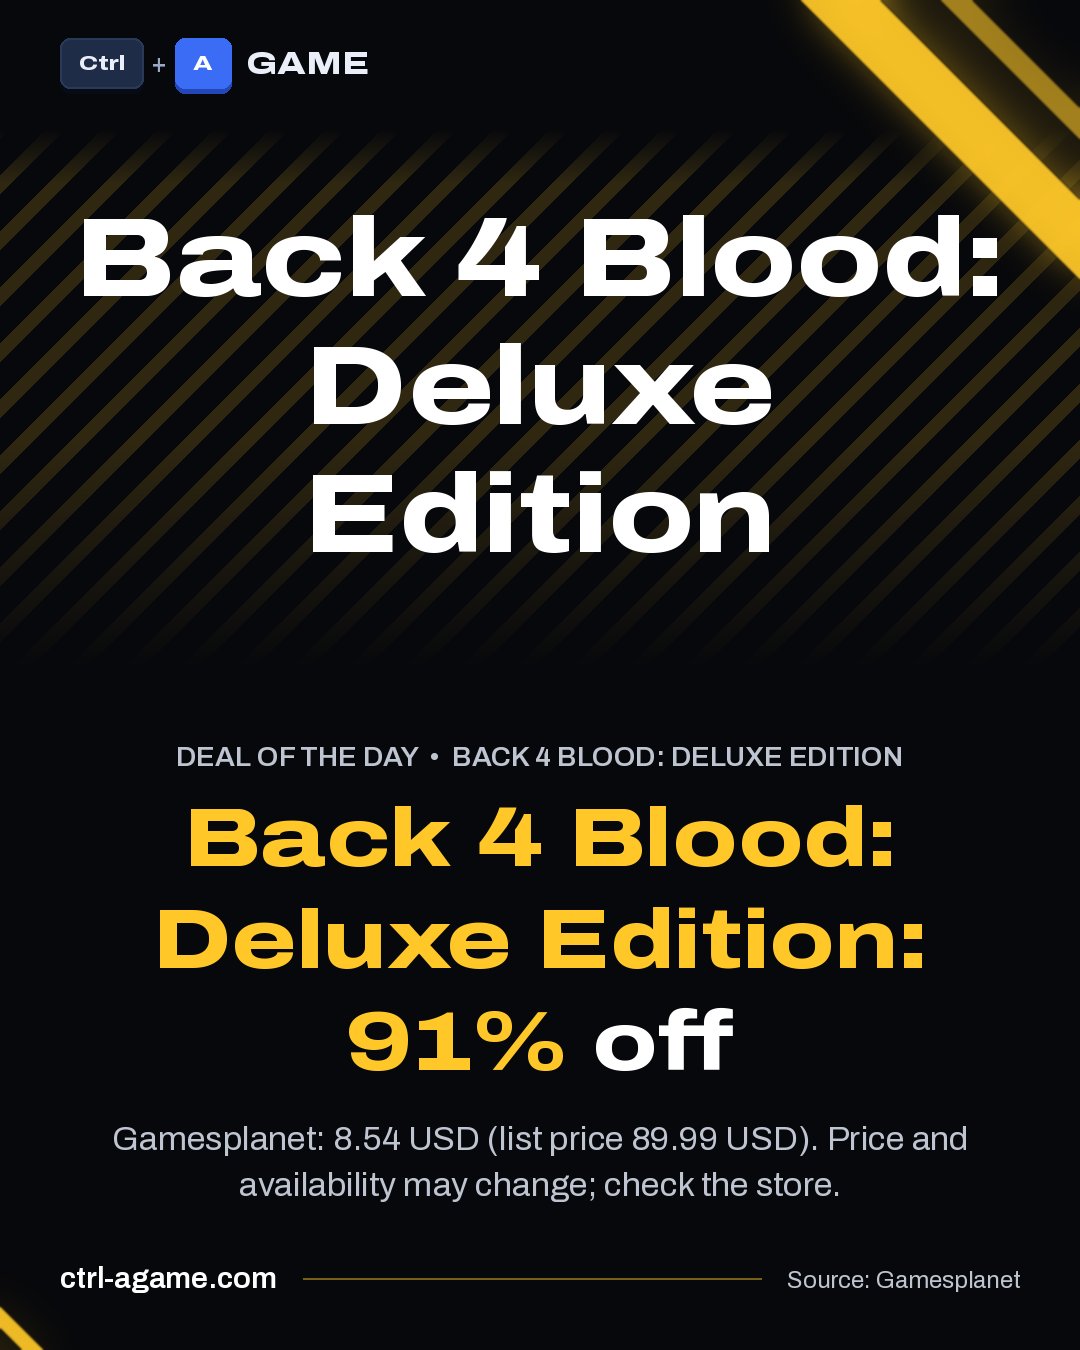 Ctrl + A GAME
Back 4 Blood:
Deluxe
Edition
DEAL OF THE DAY • BACK 4 BLOOD: DELUXE EDITION
Back 4 Blood:
Deluxe Edition:
91% off
Gamesplanet: 8.54 USD (list price 89.99 USD). Price and
availability may change; check the store.
ctrl-agame.com
Source: Gamesplanet